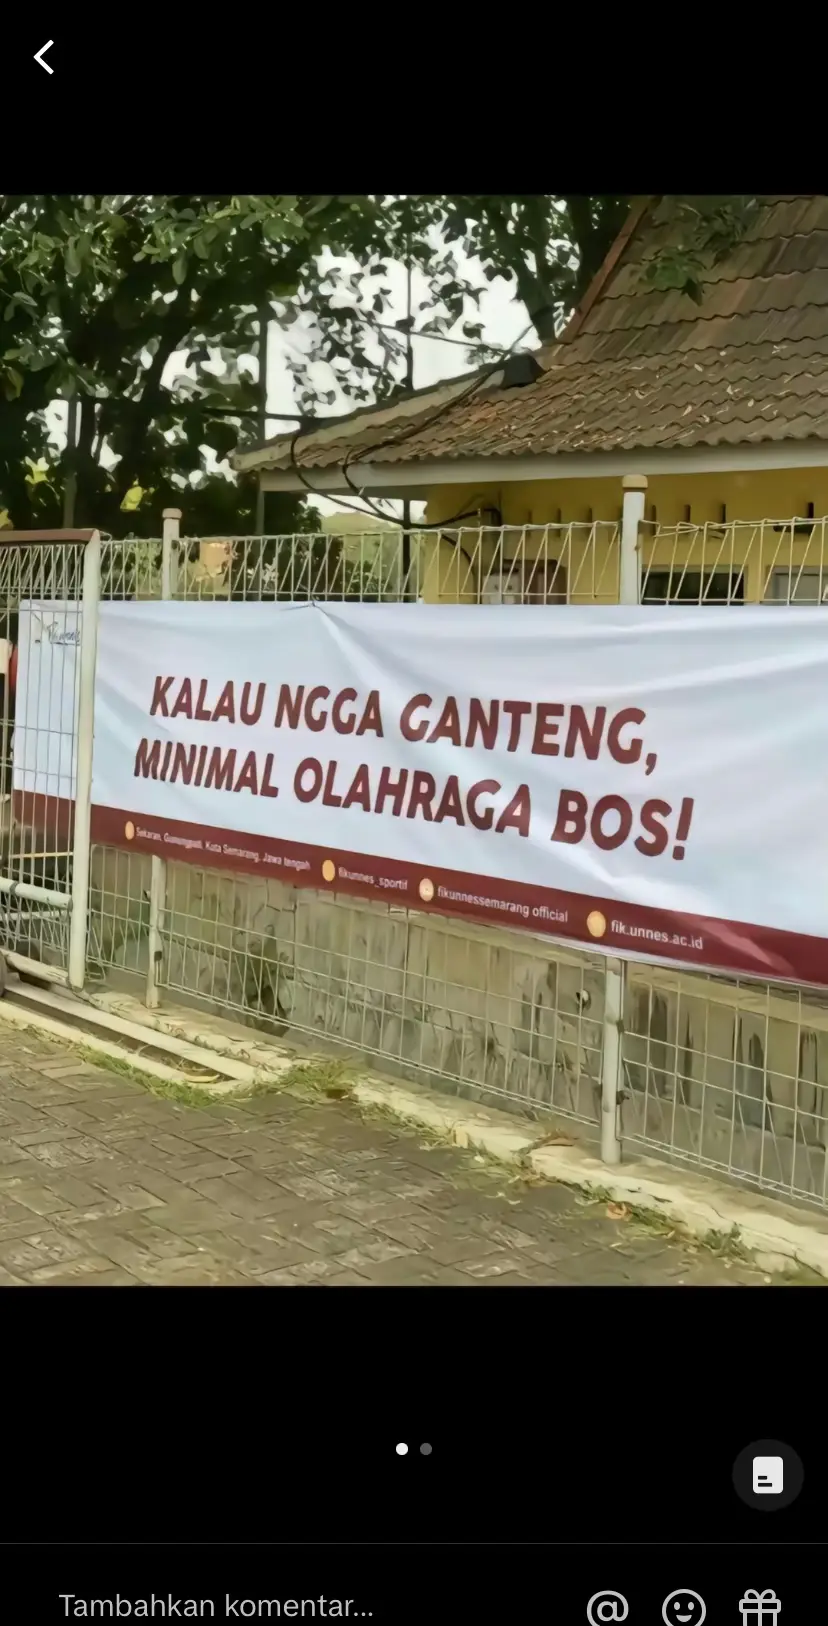 KALAU NGGA GANTENG,
MINIMAL OLAHRAGA BOS!
Sekaran, Gunungpati, Kota Semarang, Jawa tengah
fikunnes_sportif
fikunnessemarang official
fik.unnes.ac.id
Tambahkan komentar...